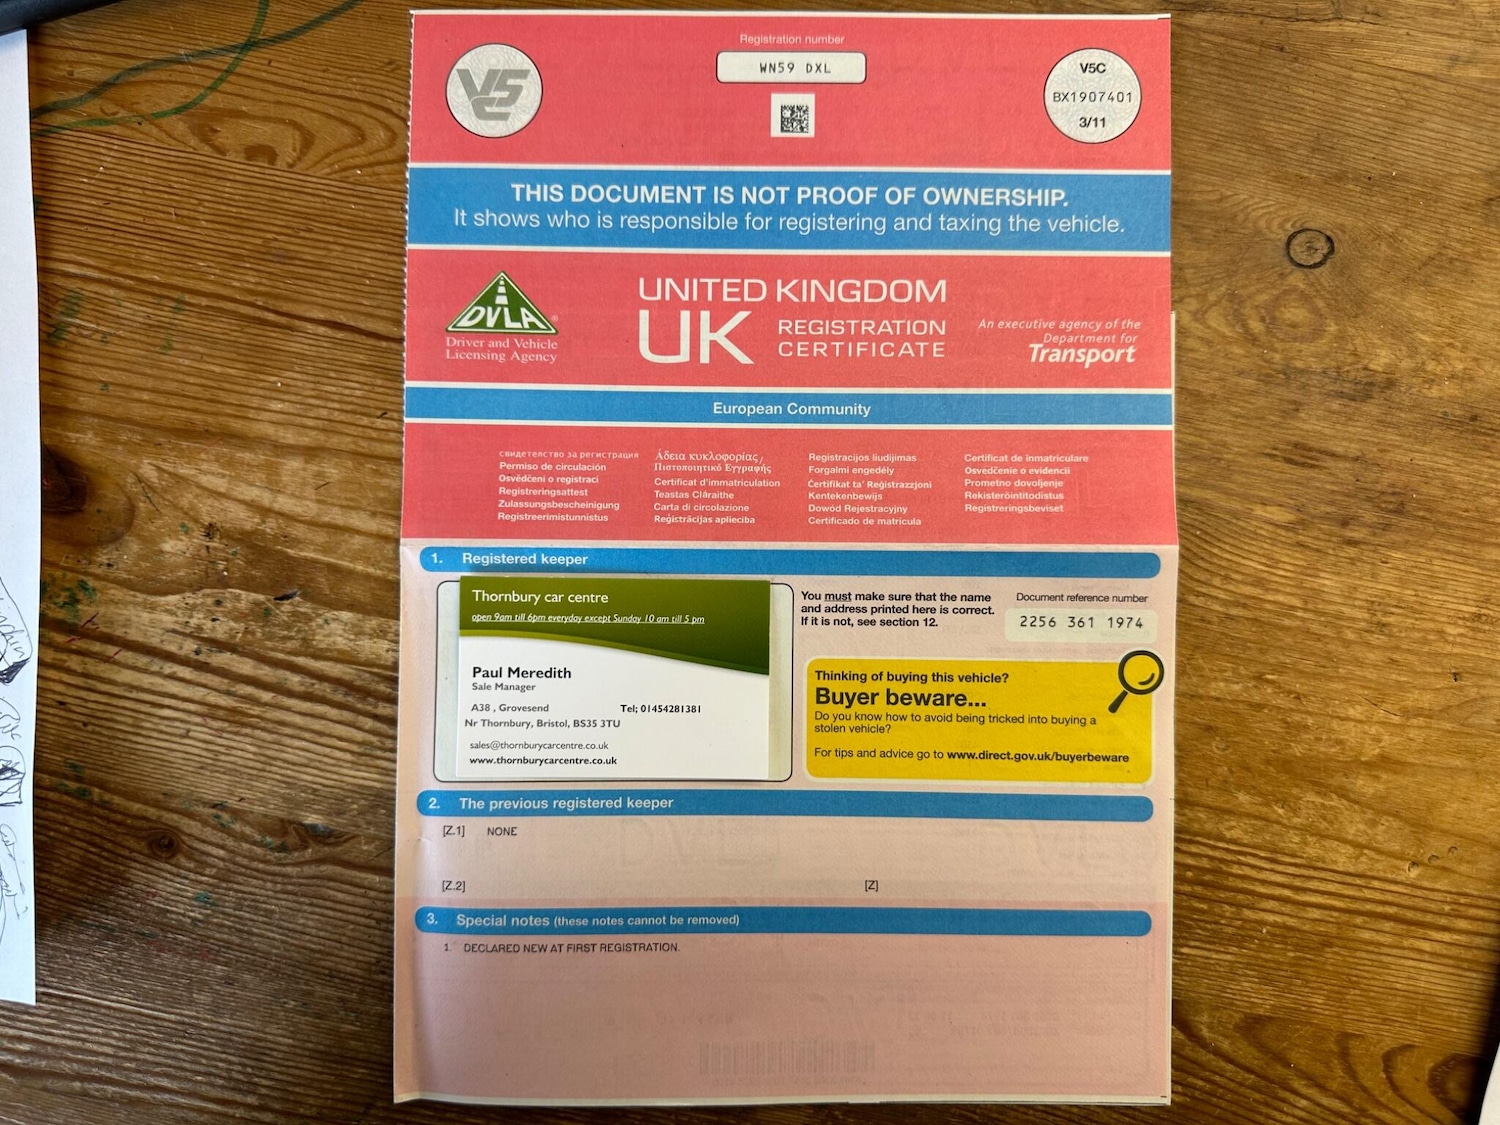 Registration number
WN59 DXL
V5C
V5C
BX1907401
3/11
THIS DOCUMENT IS NOT PROOF OF OWNERSHIP.
It shows who is responsible for registering and taxing the vehicle.
DVLA
Driver and Vehicle
Licensing Agency
UNITED KINGDOM
UK
REGISTRATION
CERTIFICATE
An executive agency of the
Department for
Transport
European Community
свидетелство за регистрация
Permiso de circulación
Osvědčení o registraci
Registreringsattest
Zulassungsbescheinigung
Registreerimistunnistus
Άδεια κυκλοφορίας/
Πιστοποιητικό Εγγραφής
Certificat d'immatriculation
Teastas Clâraithe
Carta di circolazione
Reģistrācijas apliecība
Registracijos liudijimas
Forgalmi engedély
Ċertifikat ta' Reġistrazzjoni
Kentekenbewijs
Dowód Rejestracyjny
Certificado de matrícula
Certificat de inmatriculare
Osvedčenie o evidencii
Prometno dovoljenje
Rekisteröintitodistus
Registreringsbeviset
1. Registered keeper
Thornbury car centre
open 9am till 6pm everyday except Sunday 10 am till 5 pm
Paul Meredith
Sale Manager
A38 , Grovesend
Tel; 01454281381
Nr Thornbury, Bristol, BS35 3TU
sales@thornburycarcentre.co.uk
www.thornburycarcentre.co.uk
You must make sure that the name
and address printed here is correct.
If it is not, see section 12.
Document reference number
2256 361 1974
Thinking of buying this vehicle?
Buyer beware...
Do you know how to avoid being tricked into buying a
stolen vehicle?
For tips and advice go to www.direct.gov.uk/buyerbeware
2. The previous registered keeper
[Z.1] NONE
[Z.2] [Z]
3. Special notes (these notes cannot be removed)
1. DECLARED NEW AT FIRST REGISTRATION.